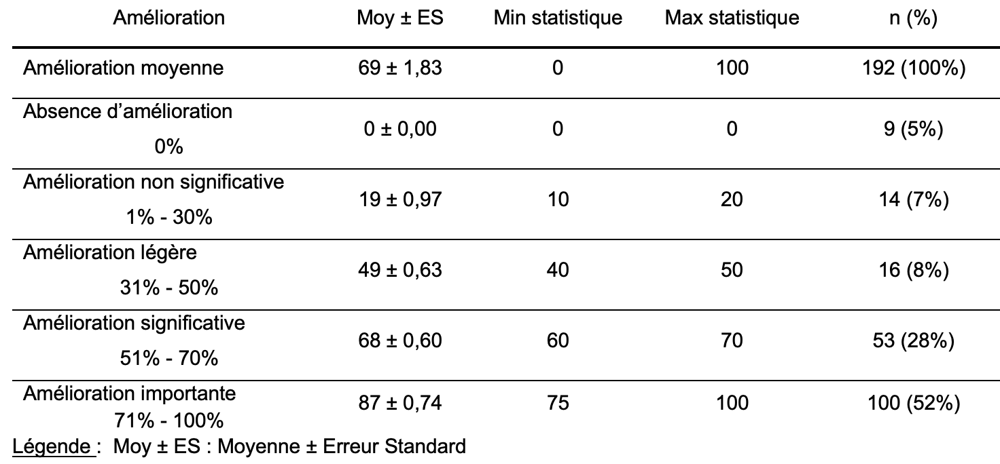 Amélioration Moy ± ES Min statistique Max statistique n (%)
Amélioration moyenne 69 ± 1,83 0 100 192 (100%)
Absence d’amélioration
0% 0 ± 0,00 0 0 9 (5%)
Amélioration non significative
1% - 30% 19 ± 0,97 10 20 14 (7%)
Amélioration légère
31% - 50% 49 ± 0,63 40 50 16 (8%)
Amélioration significative
51% - 70% 68 ± 0,60 60 70 53 (28%)
Amélioration importante
71% - 100% 87 ± 0,74 75 100 100 (52%)
Légende : Moy ± ES : Moyenne ± Erreur Standard